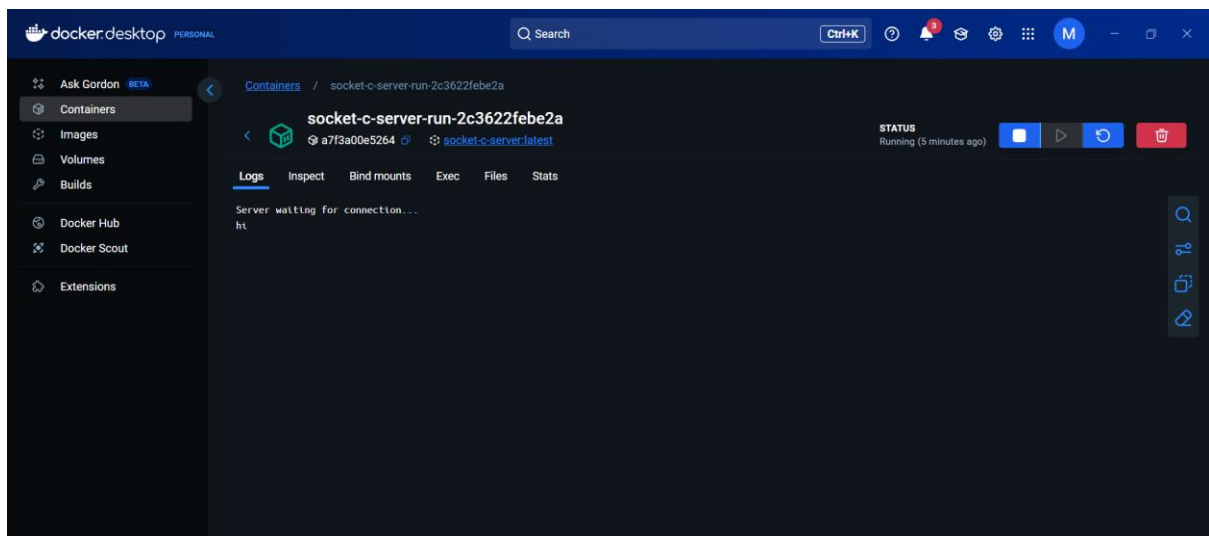 docker.desktop PERSONAL
Search
Ctrl+K
3
M
Ask Gordon BETA
Containers
Images
Volumes
Builds
Docker Hub
Docker Scout
Extensions
Containers / socket-c-server-run-2c3622febe2a
socket-c-server-run-2c3622febe2a
a7f3a00e5264 socket-c-server:latest
STATUS
Running (5 minutes ago)
Logs Inspect Bind mounts Exec Files Stats
Server waiting for connection...
hi